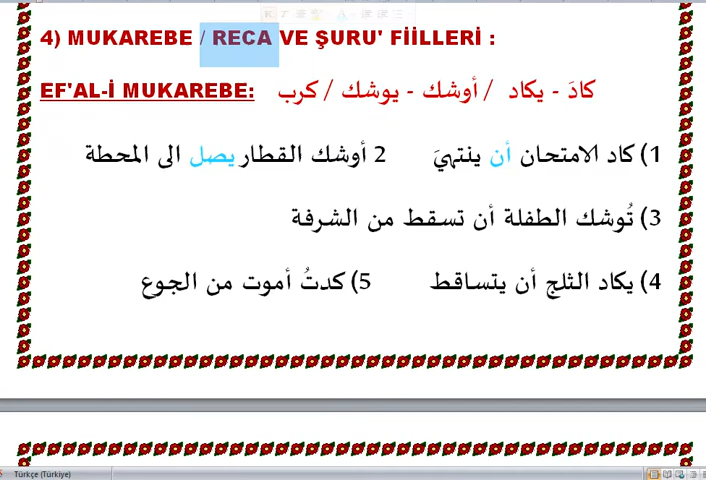 4) MUKAREBE / RECA VE ŞURU' FİİLLERİ :
EF'AL-İ MUKAREBE: كادَ - يكاد / أوشك - يوشك / كرب
1) كاد الامتحان أن ينتهيَ 2 أوشك القطار يصل الى المحطة
3) تُوشك الطفلة أن تسقط من الشرفة
4) يكاد الثلج أن يتساقط 5) كدتُ أموت من الجوع
Türkçe (Türkiye)